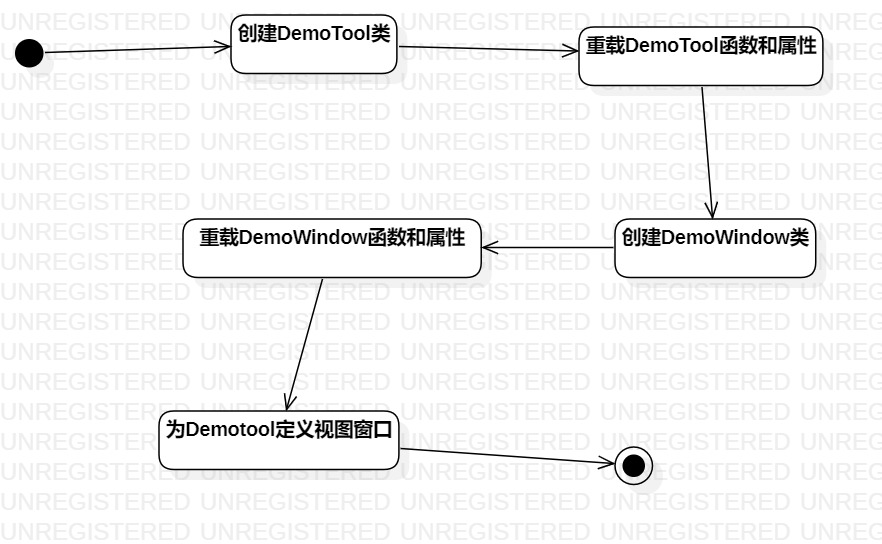 创建DemoTool类
重载DemoTool函数和属性
重载DemoWindow函数和属性
创建DemoWindow类
为Demotool定义视图窗口
UNREGISTERED